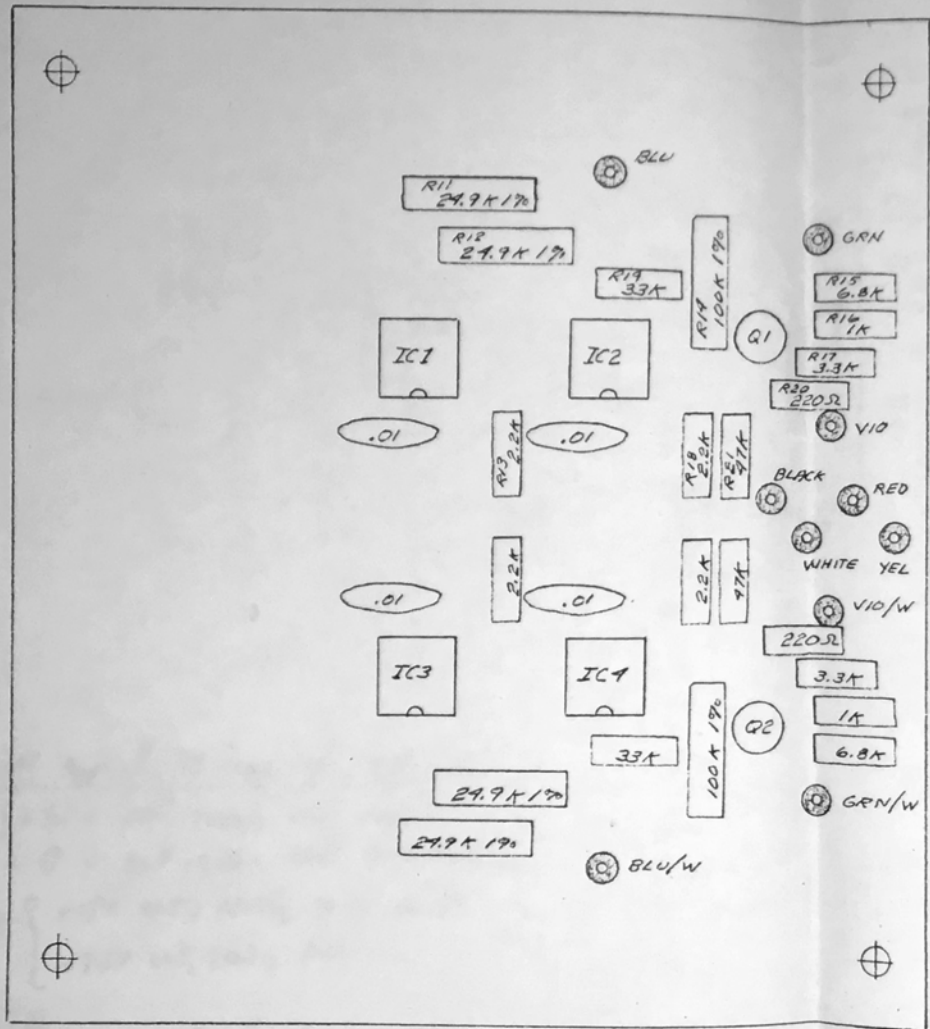 BLU
R11
24.9K 1%
R12
24.9K 1%
GRN
R19
33K
R14 100K 1%
R15
6.8K
R16
1K
Q1
IC1
IC2
R17
3.3K
R20
220Ω
.01
R13 2.2K
.01
R18 2.2K
R21 47K
VIO
BLACK
RED
WHITE
YEL
2.2K
2.2K
47K
.01
.01
VIO/W
220Ω
IC3
IC4
3.3K
100K 1%
Q2
1K
33K
6.8K
24.9K 1%
GRN/W
24.9K 1%
BLU/W